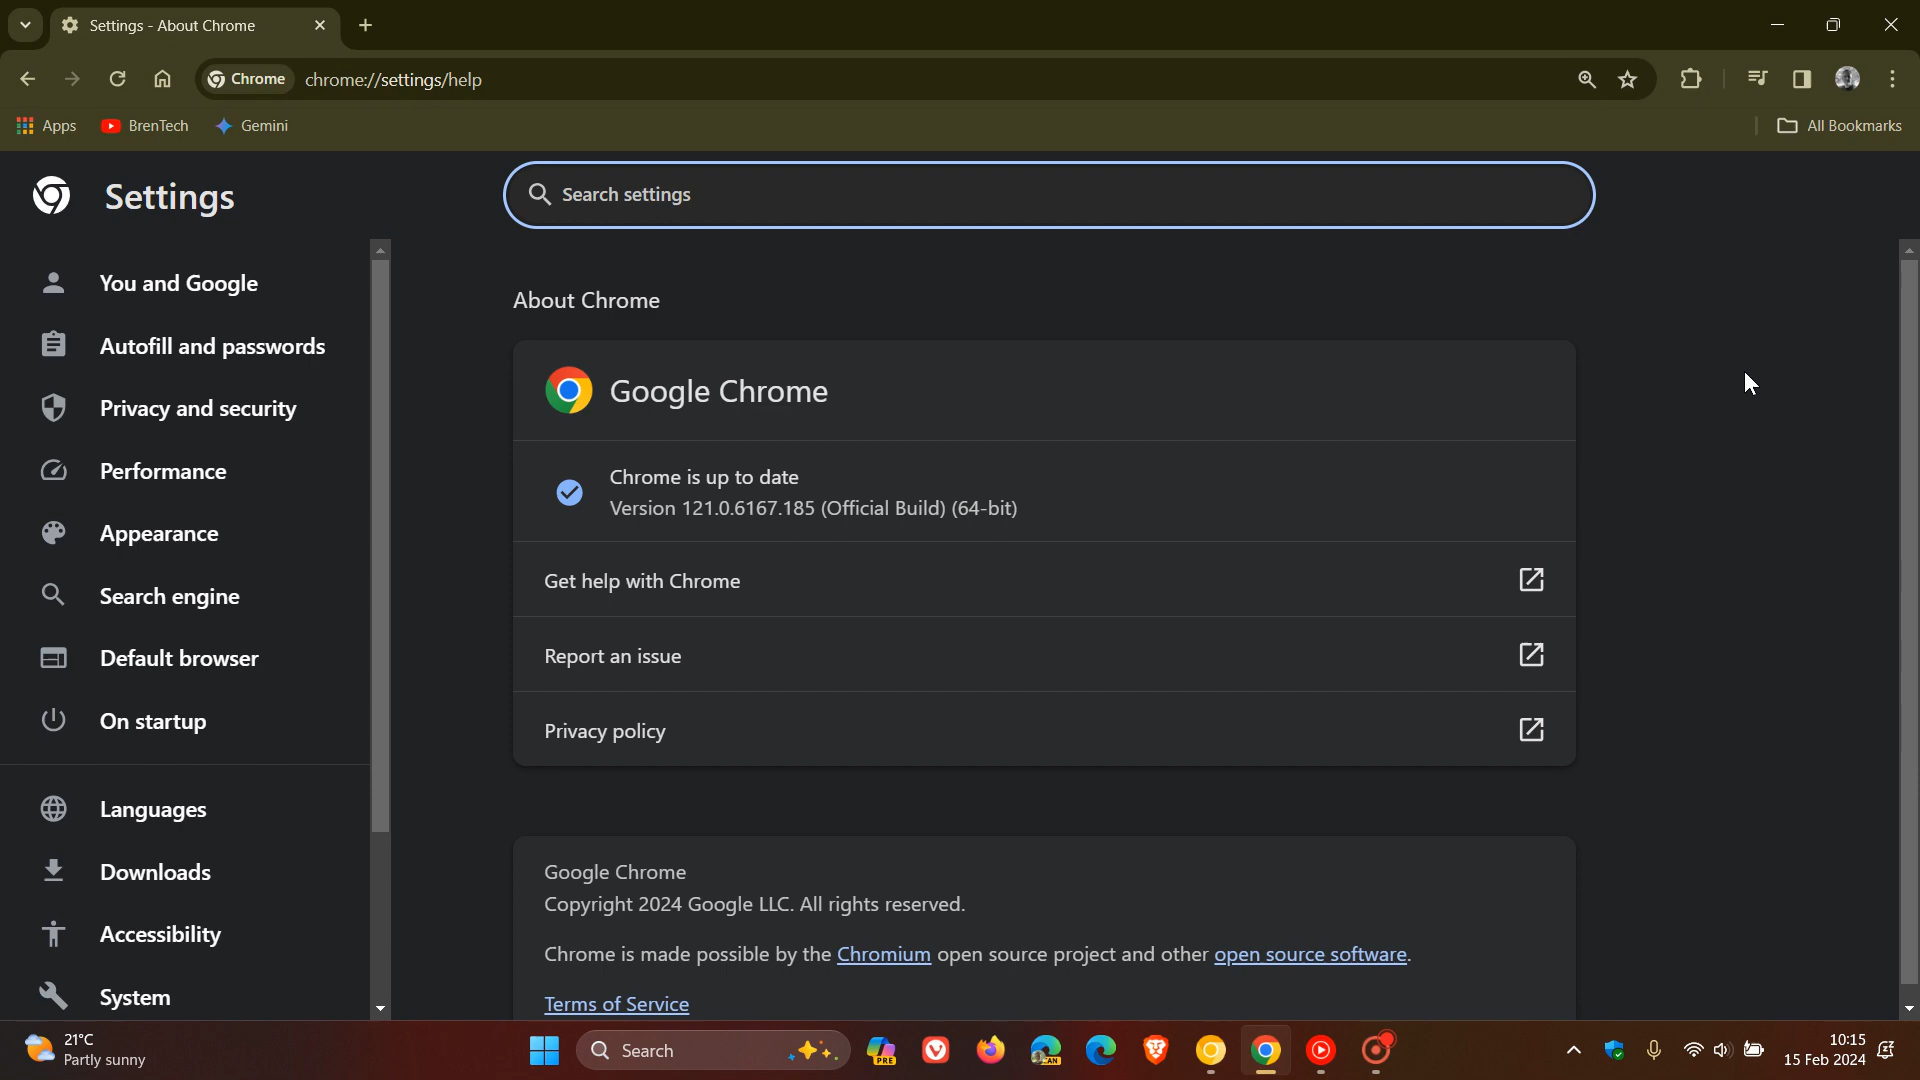 Settings - About Chrome
Chrome chrome://settings/help
Apps BrenTech Gemini All Bookmarks
Settings
Search settings
You and Google
Autofill and passwords
Privacy and security
Performance
Appearance
Search engine
Default browser
On startup
Languages
Downloads
Accessibility
System
About Chrome
Google Chrome
Chrome is up to date
Version 121.0.6167.185 (Official Build) (64-bit)
Get help with Chrome
Report an issue
Privacy policy
Google Chrome
Copyright 2024 Google LLC. All rights reserved.
Chrome is made possible by the Chromium open source project and other open source software.
Terms of Service
21°C
Partly sunny
Search
PRE
CAN
10:15
15 Feb 2024